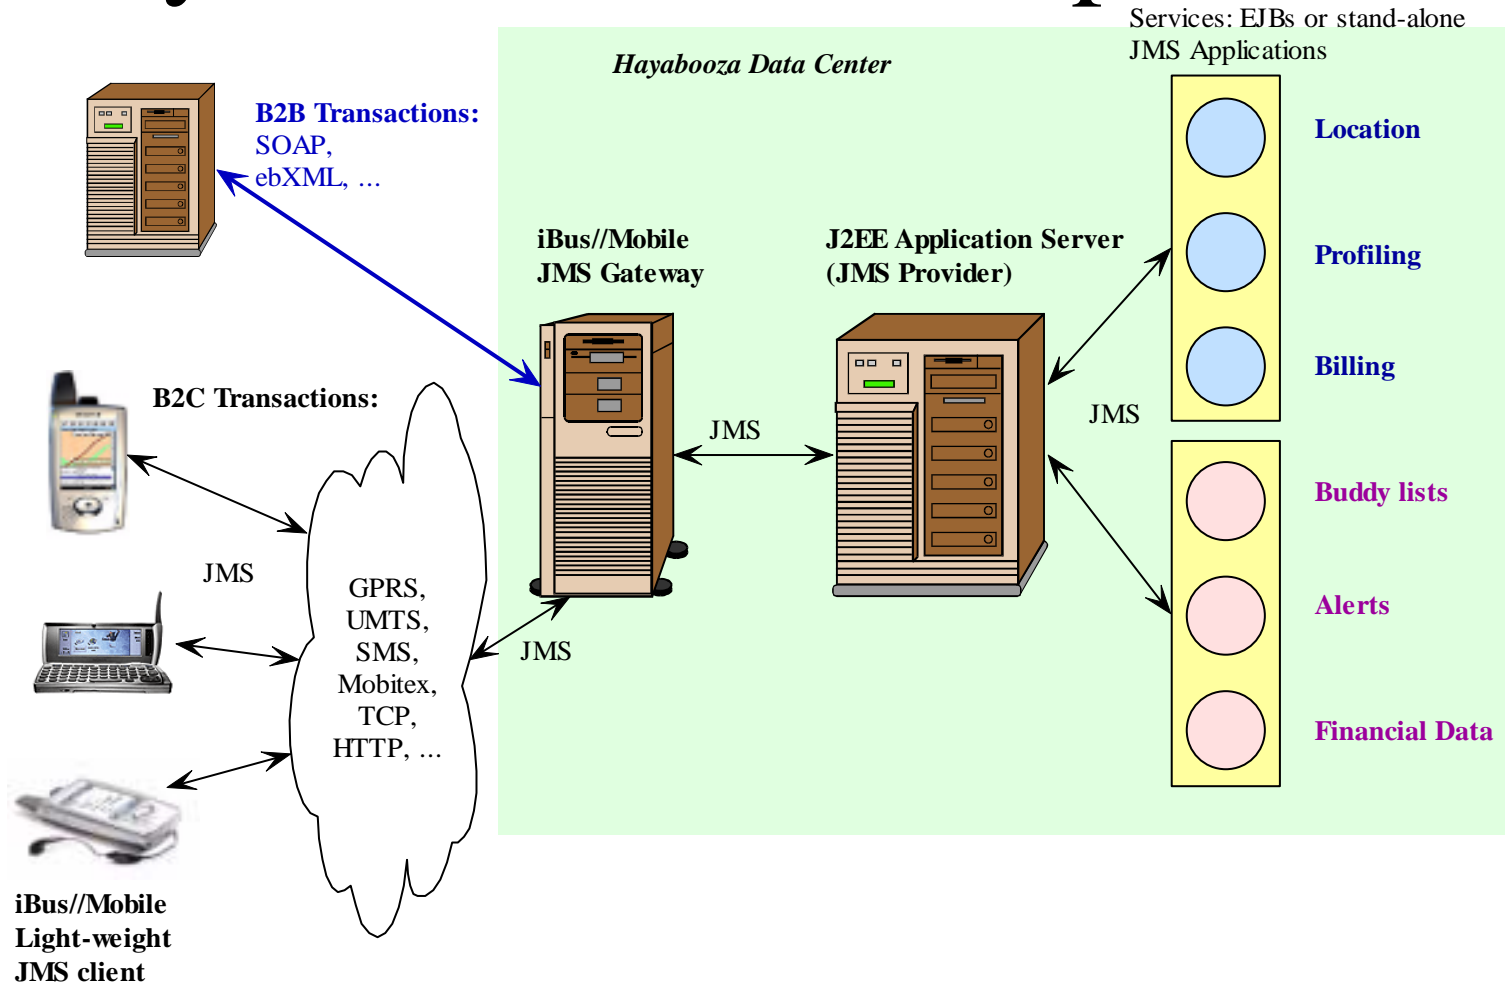 Services: EJBs or stand-alone
JMS Applications
Hayabooza Data Center
B2B Transactions:
SOAP,
ebXML, ...
Location
Profiling
Billing
iBus//Mobile
JMS Gateway
J2EE Application Server
(JMS Provider)
B2C Transactions:
JMS
JMS
Buddy lists
Alerts
Financial Data
JMS
GPRS,
UMTS,
SMS,
Mobitex,
TCP,
HTTP, ...
JMS
iBus//Mobile
Light-weight
JMS client